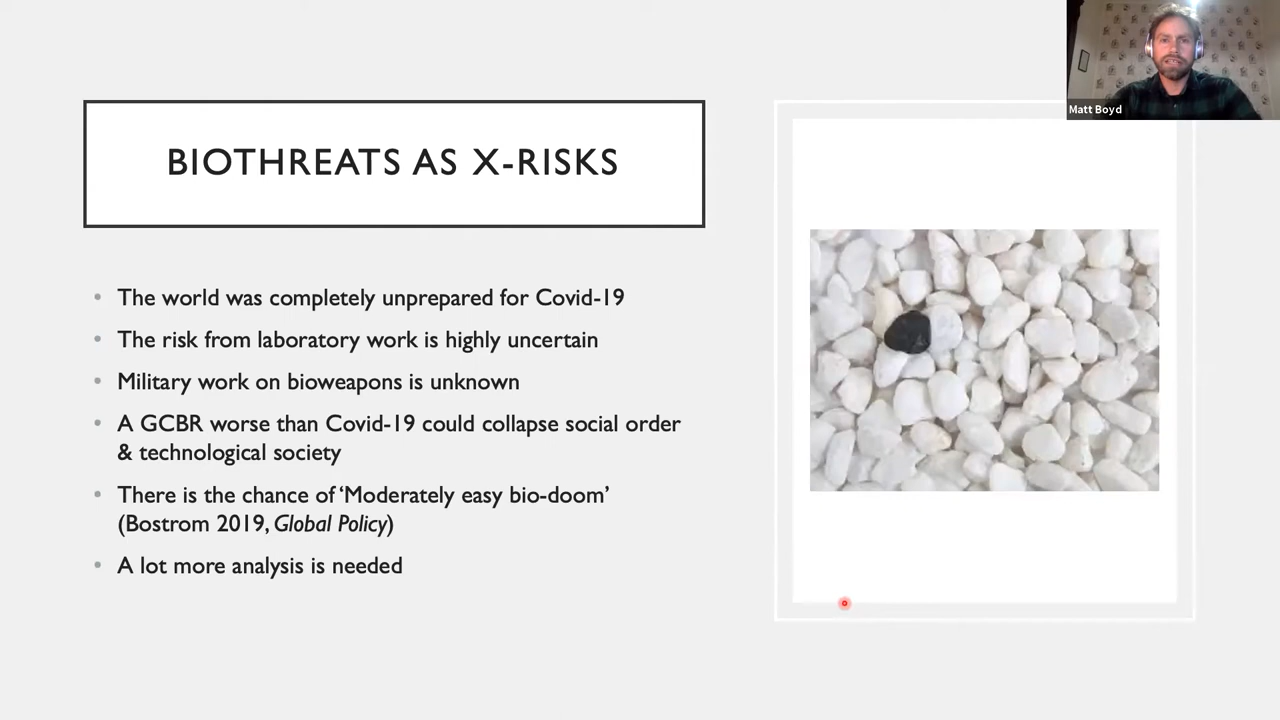 Matt Boyd
BIOTHREATS AS X-RISKS
• The world was completely unprepared for Covid-19
• The risk from laboratory work is highly uncertain
• Military work on bioweapons is unknown
• A GCBR worse than Covid-19 could collapse social order
& technological society
• There is the chance of ‘Moderately easy bio-doom’
(Bostrom 2019, Global Policy)
• A lot more analysis is needed